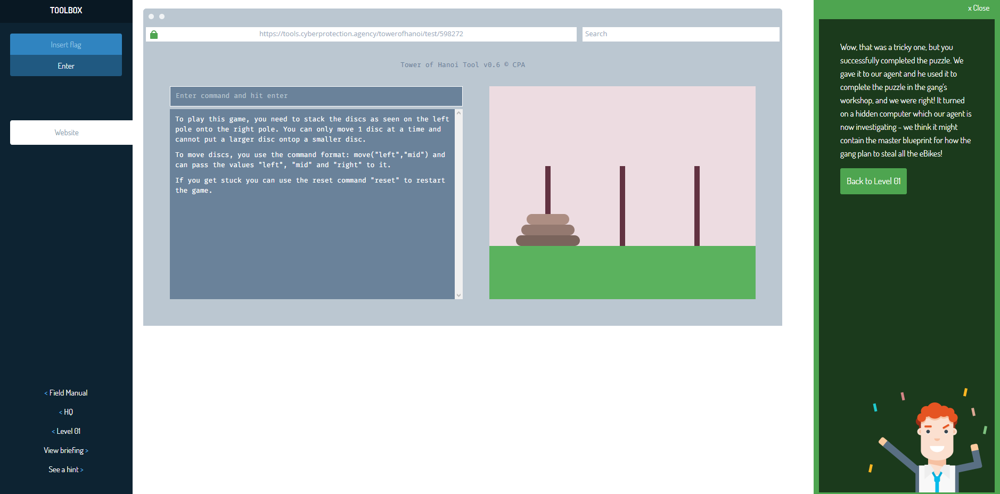 TOOLBOX
Insert flag
Enter
Website
< Field Manual
< HQ
< Level 01
View briefing >
See a hint >
https://tools.cyberprotection.agency/towerofhanoi/test/598272
Search
Tower of Hanoi Tool v0.6 © CPA
Enter command and hit enter
To play this game, you need to stack the discs as seen on the left
pole onto the right pole. You can only move 1 disc at a time and
cannot put a larger disc ontop a smaller disc.
To move discs, you use the command format: move("left","mid") and
can pass the values "left", "mid" and "right" to it.
If you get stuck you can use the reset command "reset" to restart
the game.
x Close
Wow, that was a tricky one, but you
successfully completed the puzzle. We
gave it to our agent and he used it to
complete the puzzle in the gang's
workshop, and we were right! It turned
on a hidden computer which our agent is
now investigating - we think it might
contain the master blueprint for how the
gang plan to steal all the eBikes!
Back to Level 01